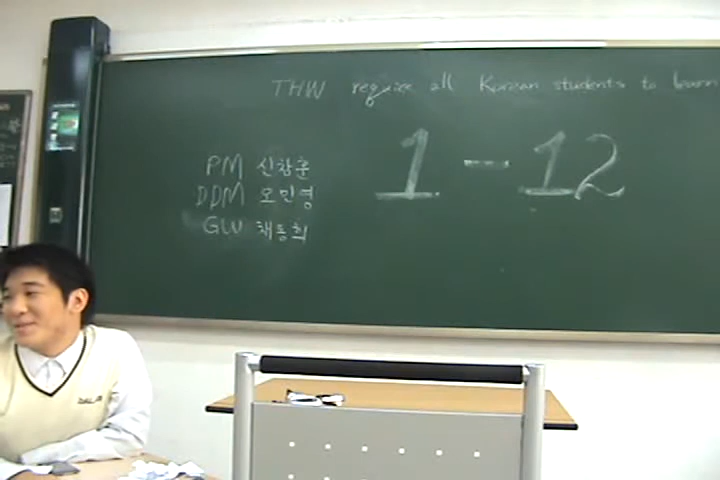 THW require all Korean students to learn
1 - 12
PM 신창훈
DDM 오민영
GW 채동희